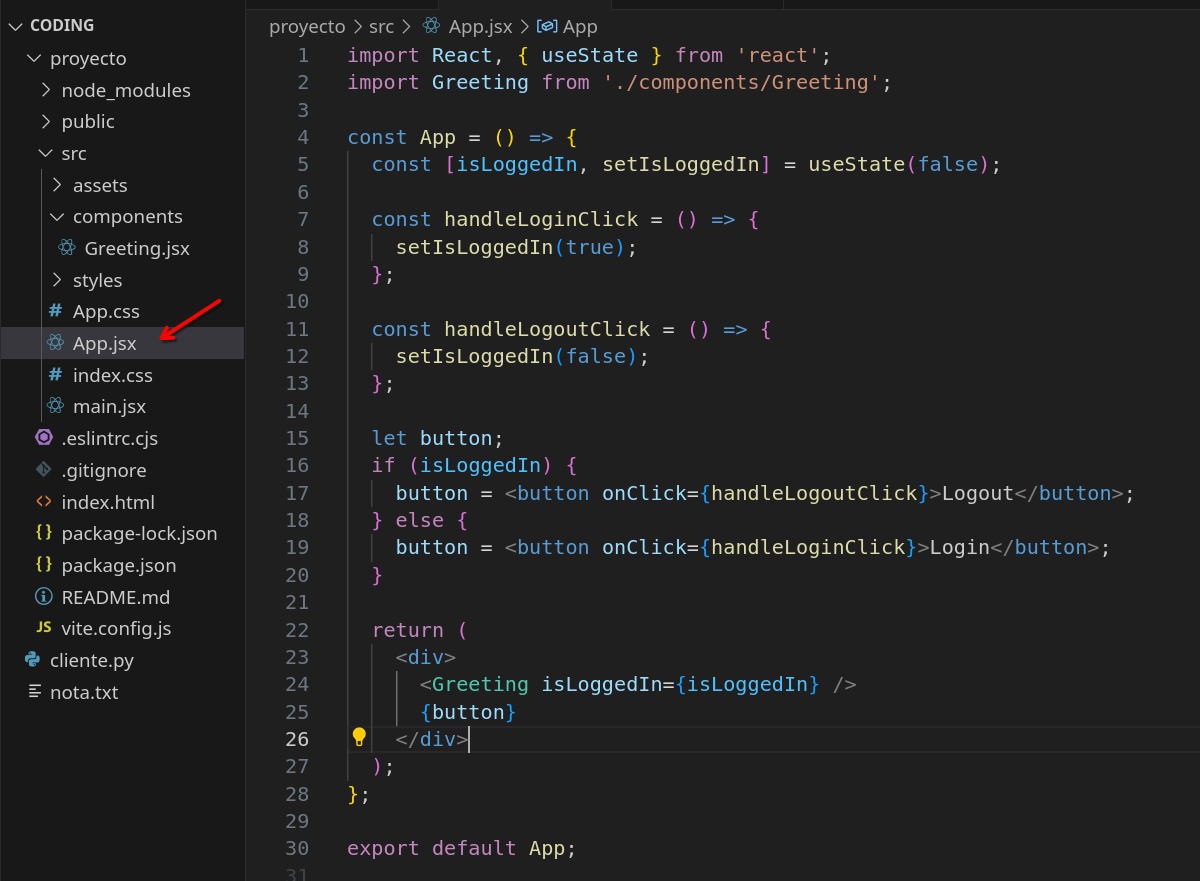 CODING
proyecto
node_modules
public
src
assets
components
Greeting.jsx
styles
# App.css
App.jsx
# index.css
main.jsx
.eslintrc.cjs
.gitignore
<> index.html
{} package-lock.json
{} package.json
README.md
JS vite.config.js
cliente.py
nota.txt
proyecto > src > App.jsx > App
1 import React, { useState } from 'react';
2 import Greeting from './components/Greeting';
3
4 const App = () => {
5   const [isLoggedIn, setIsLoggedIn] = useState(false);
6
7   const handleLoginClick = () => {
8     setIsLoggedIn(true);
9   };
10
11   const handleLogoutClick = () => {
12     setIsLoggedIn(false);
13   };
14
15   let button;
16   if (isLoggedIn) {
17     button = <button onClick={handleLogoutClick}>Logout</button>;
18   } else {
19     button = <button onClick={handleLoginClick}>Login</button>;
20   }
21
22   return (
23     <div>
24       <Greeting isLoggedIn={isLoggedIn} />
25       {button}
26     </div>
27   );
28 };
29
30 export default App;
31